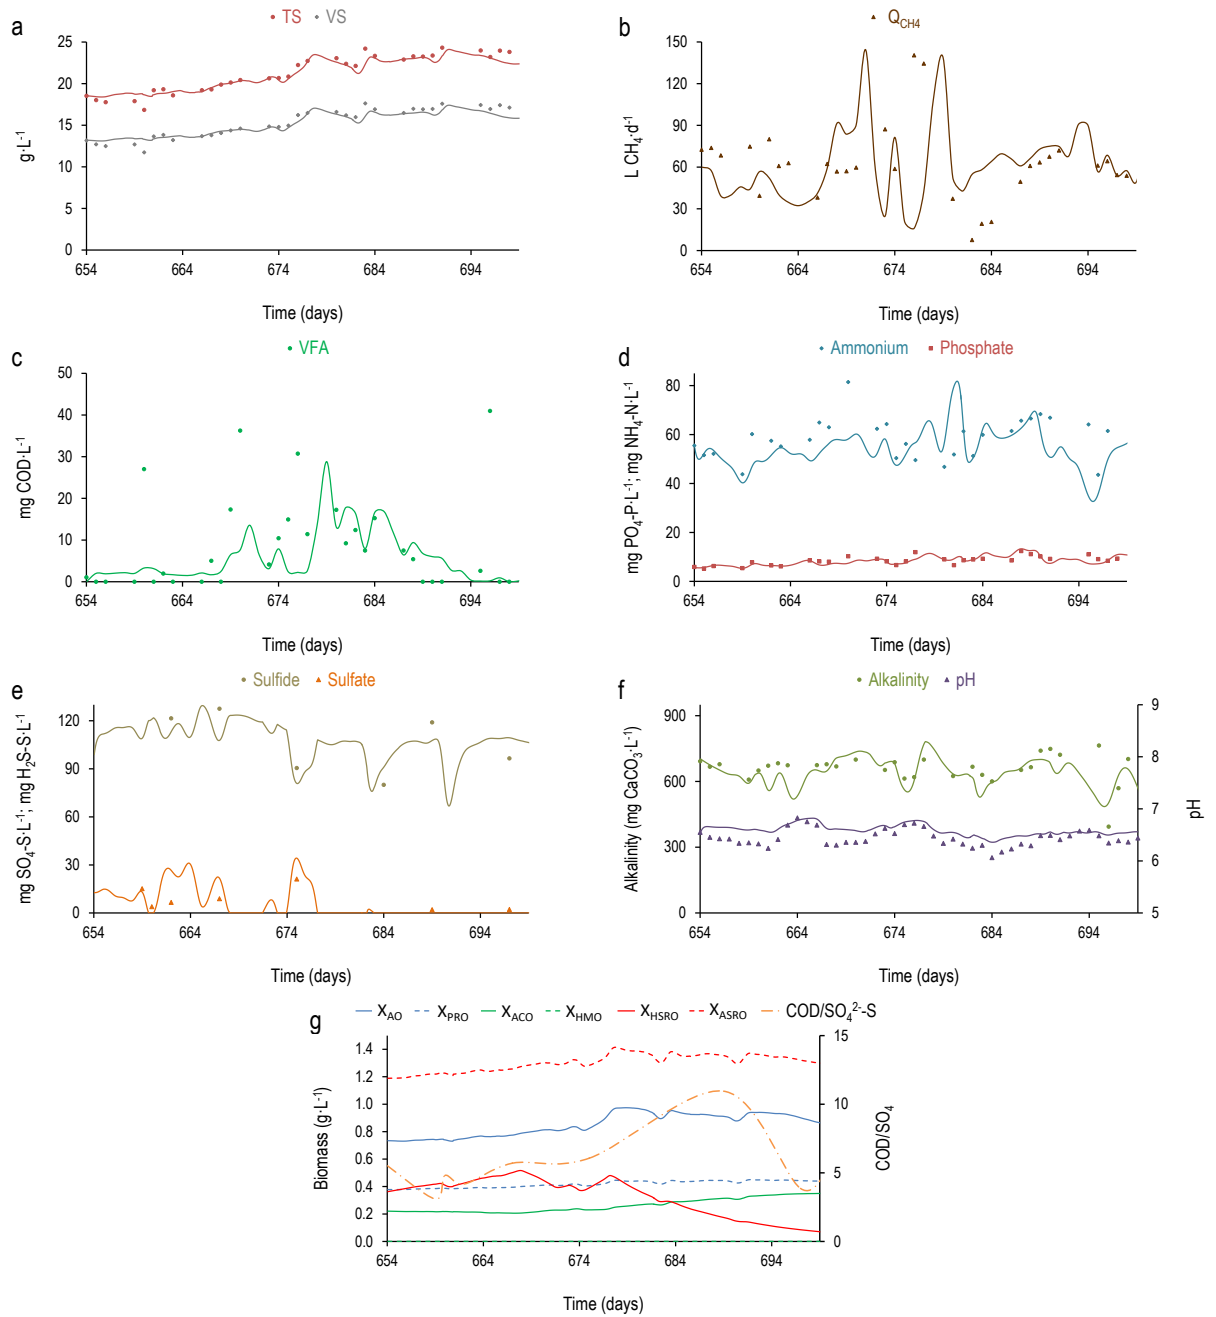 a
TS VS
25
20
15
10
5
0
g·L-1
654 664 674 684 694
Time (days)
b
QCH4
150
120
90
60
30
0
L CH4·d-1
654 664 674 684 694
Time (days)
c
VFA
50
40
30
20
10
0
mg COD·L-1
654 664 674 684 694
Time (days)
d
Ammonium Phosphate
80
60
40
20
0
mg PO4-P·L-1; mg NH4-N·L-1
654 664 674 684 694
Time (days)
e
Sulfide Sulfate
120
90
60
30
0
mg SO4-S·L-1; mg H2S-S·L-1
654 664 674 684 694
Time (days)
f
Alkalinity pH
900
600
300
0
Alkalinity (mg CaCO3·L-1)
9
8
7
6
5
pH
654 664 674 684 694
Time (days)
g
XAO XPRO XACO XHMO XHSRO XASRO COD/SO42--S
1.4
1.2
1.0
0.8
0.6
0.4
0.2
0.0
Biomass (g·L-1)
15
10
5
0
COD/SO4
654 664 674 684 694
Time (days)